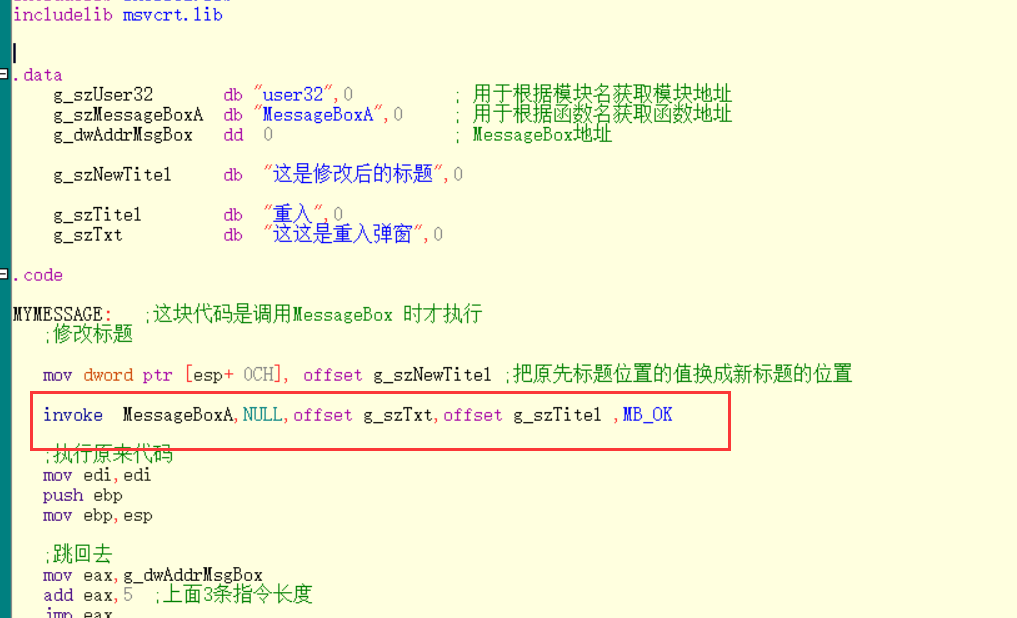 includelib msvcrt.lib
.data
g_szUser32 db "user32",0 ; 用于根据模块名获取模块地址
g_szMessageBoxA db "MessageBoxA",0 ; 用于根据函数名获取函数地址
g_dwAddrMsgBox dd 0 ; MessageBox地址
g_szNewTitel db "这是修改后的标题",0
g_szTitel db "重入",0
g_szTxt db "这这是重入弹窗",0
.code
MYMESSAGE: ;这块代码是调用MessageBox 时才执行
;修改标题
mov dword ptr [esp+ 0CH], offset g_szNewTitel ;把原先标题位置的值换成新标题的位置
invoke MessageBoxA,NULL,offset g_szTxt,offset g_szTitel ,MB_OK
;执行原来代码
mov edi,edi
push ebp
mov ebp,esp
;跳回去
mov eax,g_dwAddrMsgBox
add eax,5 ;上面3条指令长度
jmp eax